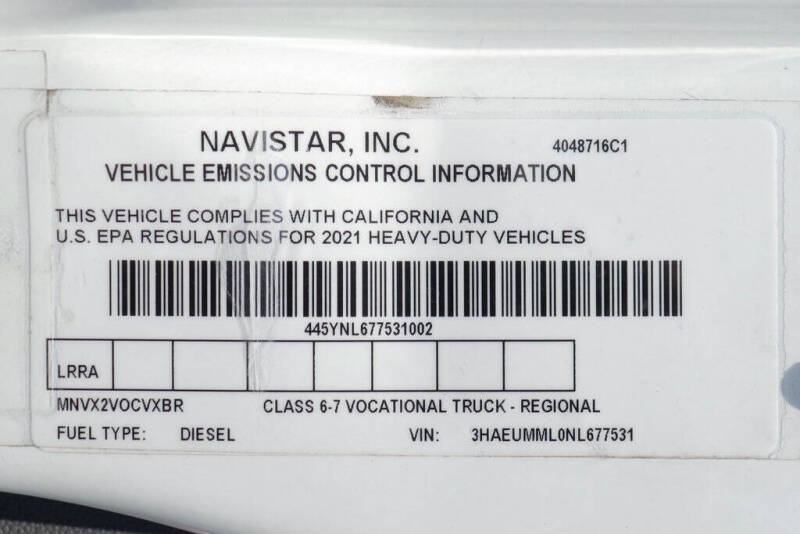 NAVISTAR, INC. 4048716C1
VEHICLE EMISSIONS CONTROL INFORMATION
THIS VEHICLE COMPLIES WITH CALIFORNIA AND
U.S. EPA REGULATIONS FOR 2021 HEAVY-DUTY VEHICLES
445YNL677531002
LRRA
MNVX2VOCVXBR CLASS 6-7 VOCATIONAL TRUCK - REGIONAL
FUEL TYPE: DIESEL VIN: 3HAEUMML0NL677531